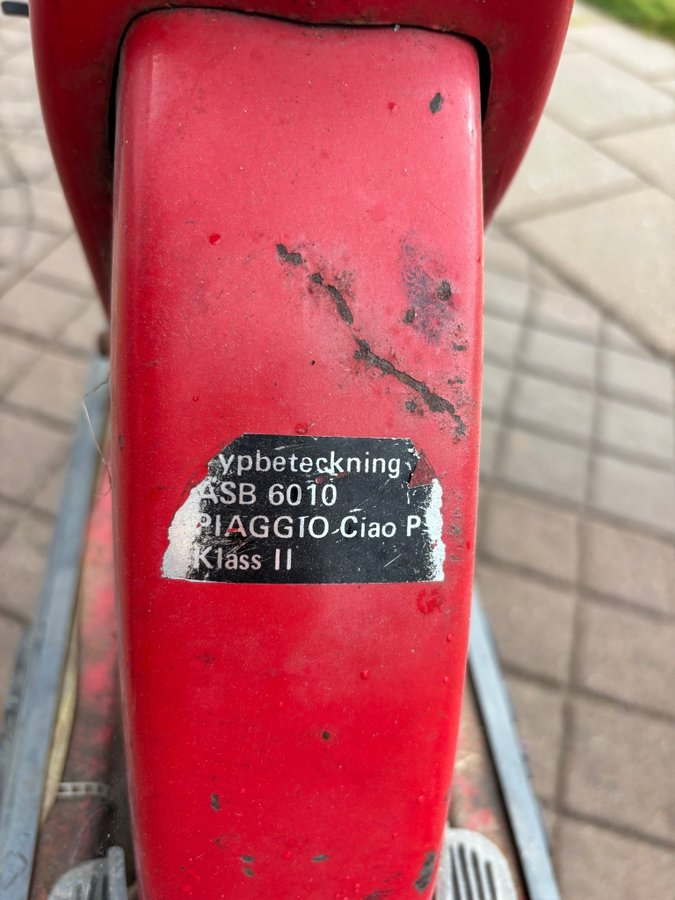 ypbeteckning
ASB 6010
PIAGGIO Ciao P
Klass II